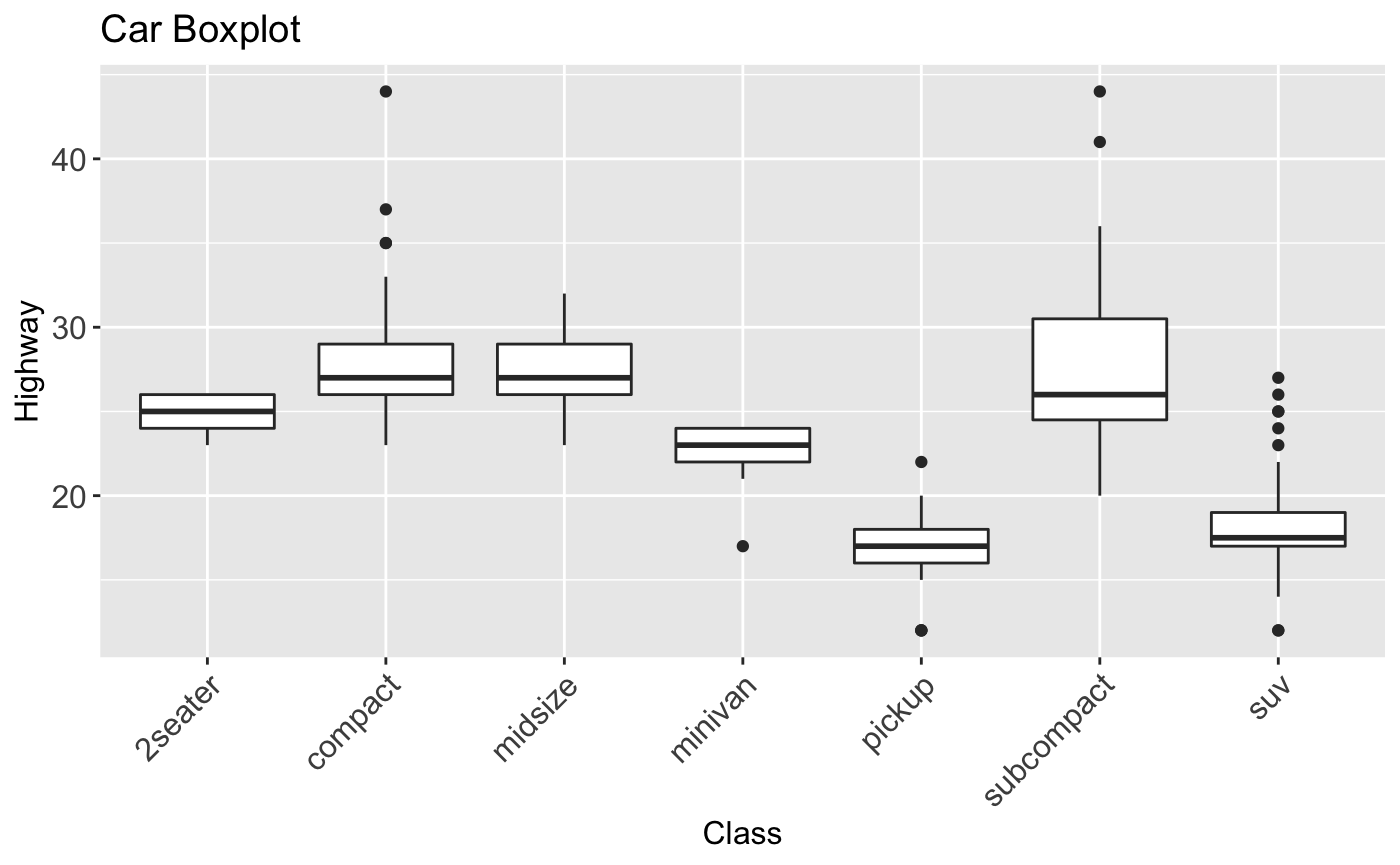 Car Boxplot
Highway
40
30
20
2seater
compact
midsize
minivan
pickup
subcompact
suv
Class